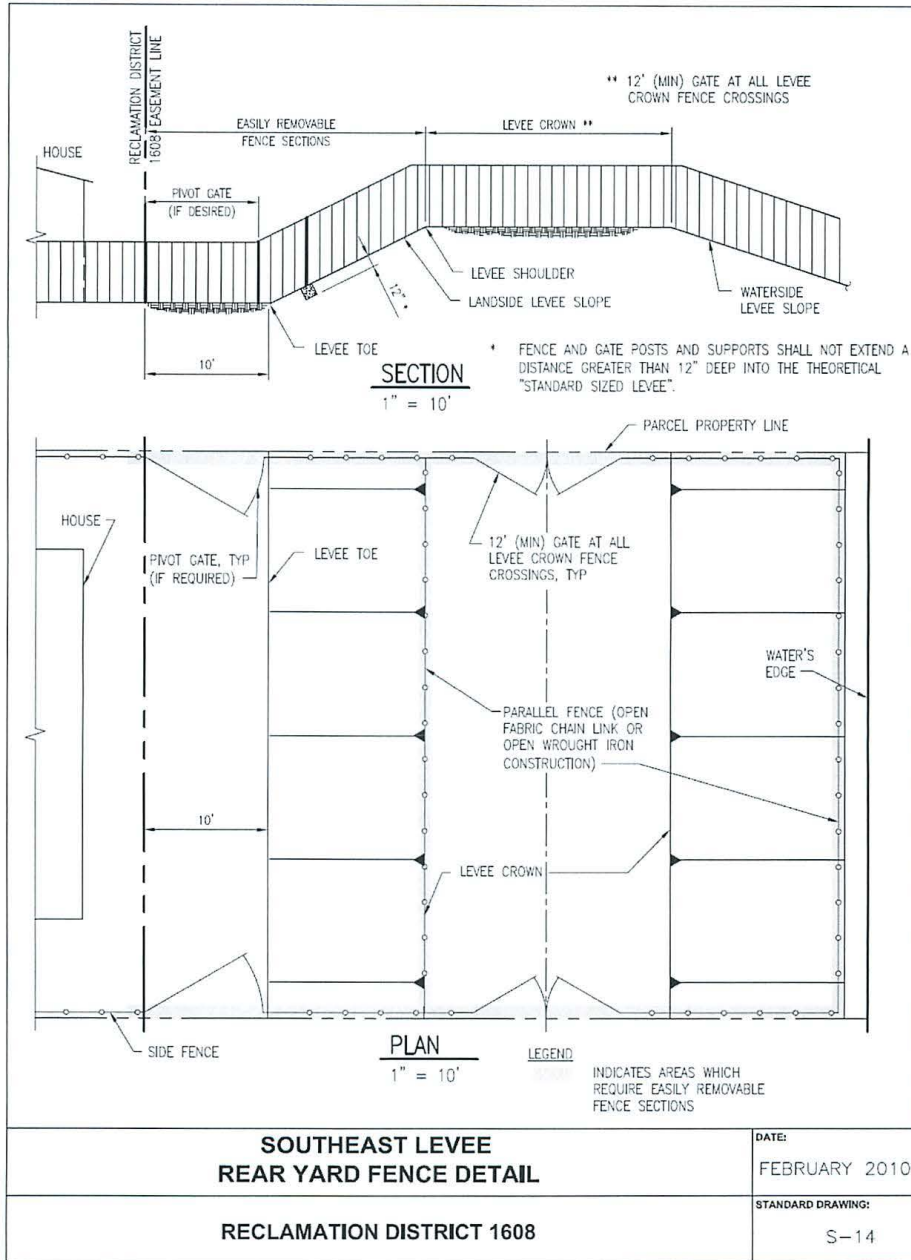 RECLAMATION DISTRICT
1608 EASEMENT LINE
** 12' (MIN) GATE AT ALL LEVEE
CROWN FENCE CROSSINGS
EASILY REMOVABLE
FENCE SECTIONS
LEVEE CROWN **
HOUSE
PIVOT GATE
(IF DESIRED)
12" *
LEVEE SHOULDER
LANDSIDE LEVEE SLOPE
WATERSIDE
LEVEE SLOPE
LEVEE TOE
10'
SECTION
1" = 10'
* FENCE AND GATE POSTS AND SUPPORTS SHALL NOT EXTEND A
DISTANCE GREATER THAN 12" DEEP INTO THE THEORETICAL
"STANDARD SIZED LEVEE".
PARCEL PROPERTY LINE
HOUSE
PIVOT GATE, TYP
(IF REQUIRED)
LEVEE TOE
12' (MIN) GATE AT ALL
LEVEE CROWN FENCE
CROSSINGS, TYP
WATER'S
EDGE
PARALLEL FENCE (OPEN
FABRIC CHAIN LINK OR
OPEN WROUGHT IRON
CONSTRUCTION)
10'
LEVEE CROWN
SIDE FENCE
PLAN
1" = 10'
LEGEND
INDICATES AREAS WHICH
REQUIRE EASILY REMOVABLE
FENCE SECTIONS
SOUTHEAST LEVEE
REAR YARD FENCE DETAIL
DATE:
FEBRUARY 2010
RECLAMATION DISTRICT 1608
STANDARD DRAWING:
S-14